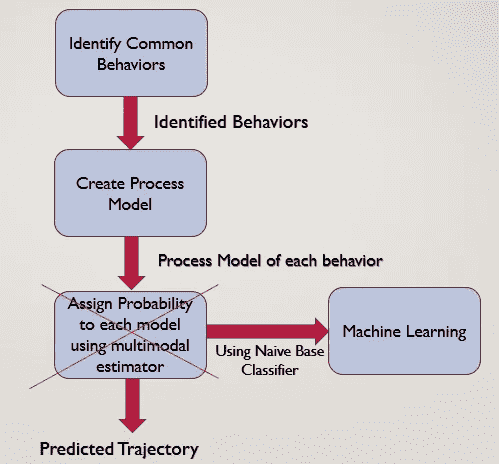 Identify Common
Behaviors
Identified Behaviors
Create Process
Model
Process Model of each behavior
Assign Probability
to each model
using multimodal
estimator
Using Naive Base
Classifier
Machine Learning
Predicted Trajectory